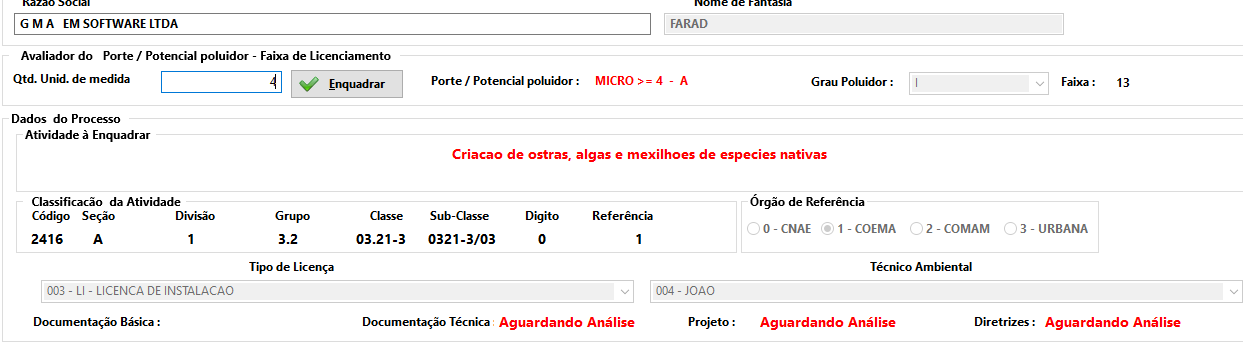 Razão Social Nome de Fantasia
G M A EM SOFTWARE LTDA FARAD
Avaliador do Porte / Potencial poluidor - Faixa de Licenciamento
Qtd. Unid. de medida 4 Enquadrar Porte / Potencial poluidor : MICRO >= 4 - A Grau Poluidor : I Faixa : 13
Dados do Processo
Atividade à Enquadrar
Criacao de ostras, algas e mexilhoes de especies nativas
Classificacão da Atividade Órgão de Referência
Código Seção Divisão Grupo Classe Sub-Classe Digito Referência
2416 A 1 3.2 03.21-3 0321-3/03 0 1 0 - CNAE 1 - COEMA 2 - COMAM 3 - URBANA
Tipo de Licença Técnico Ambiental
003 - LI - LICENCA DE INSTALACAO 004 - JOAO
Documentação Básica : Documentação Técnica : Aguardando Análise Projeto : Aguardando Análise Diretrizes : Aguardando Análise